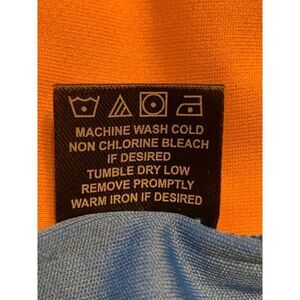 MACHINE WASH COLD
NON CHLORINE BLEACH
IF DESIRED
TUMBLE DRY LOW
REMOVE PROMPTLY
WARM IRON IF DESIRED